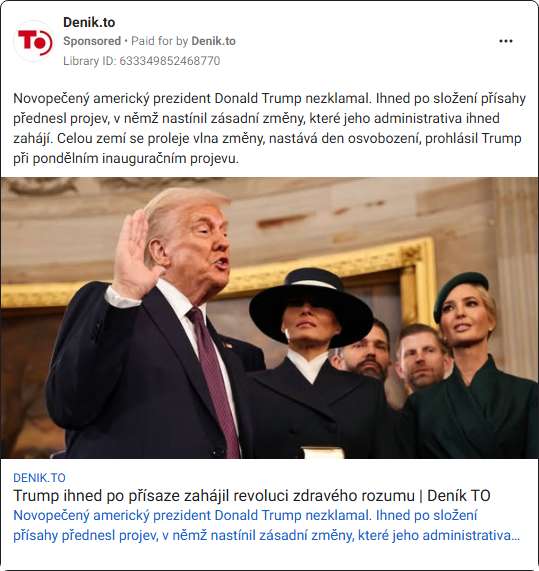 Denik.to
Sponsored • Paid for by Denik.to
Library ID: 633349852468770
TO
Novopečený americký prezident Donald Trump nezklamal. Ihned po složení přísahy
přednesl projev, v němž nastínil zásadní změny, které jeho administrativa ihned
zahájí. Celou zemí se proleje vlna změny, nastává den osvobození, prohlásil Trump
při pondělním inauguračním projevu.
DENIK.TO
Trump ihned po přísaze zahájil revoluci zdravého rozumu | Deník TO
Novopečený americký prezident Donald Trump nezklamal. Ihned po složení
přísahy přednesl projev, v němž nastínil zásadní změny, které jeho administrativa...